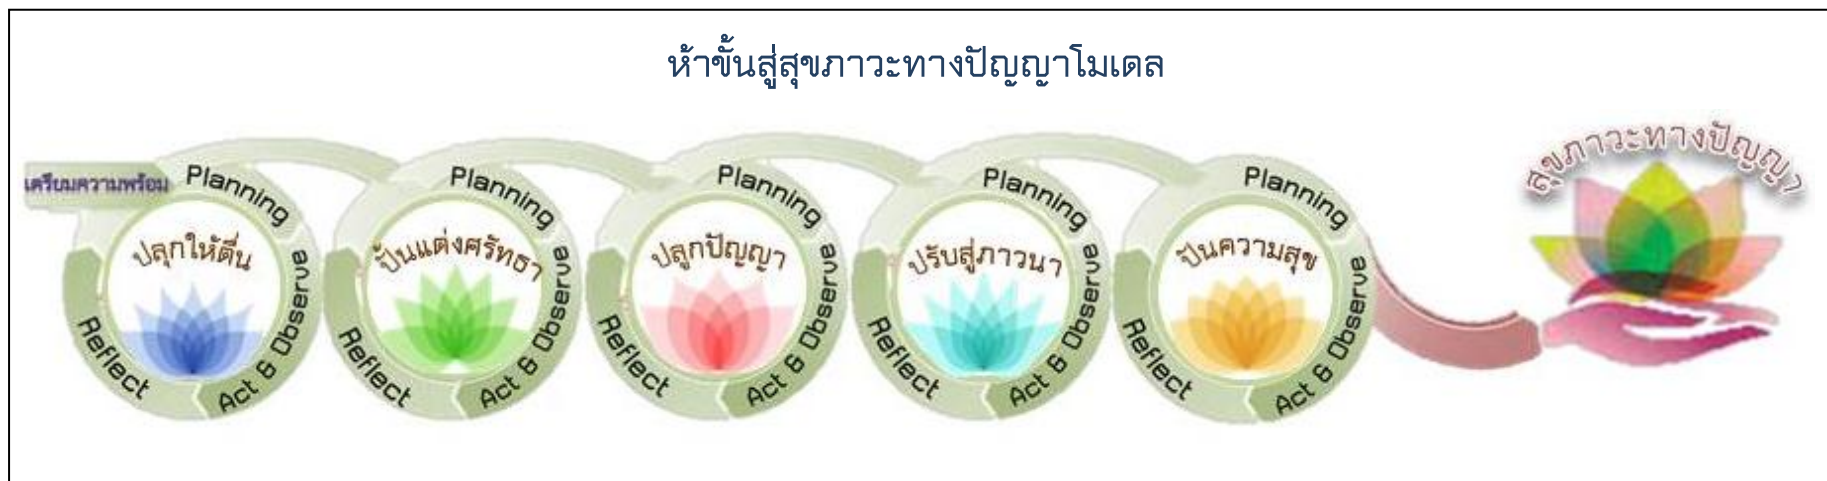 ห้าขั้นสู่สุขภาวะทางปัญญาโมเดล
เตรียมความพร้อม
Planning
Act & Observe
Reflect
ปลุกให้ตื่น
Planning
Act & Observe
Reflect
ปั้นแต่งศรัทธา
Planning
Act & Observe
Reflect
ปลูกปัญญา
Planning
Act & Observe
Reflect
ปรับสู่ภาวนา
Planning
Act & Observe
Reflect
ปันความสุข
สุขภาวะทางปัญญา